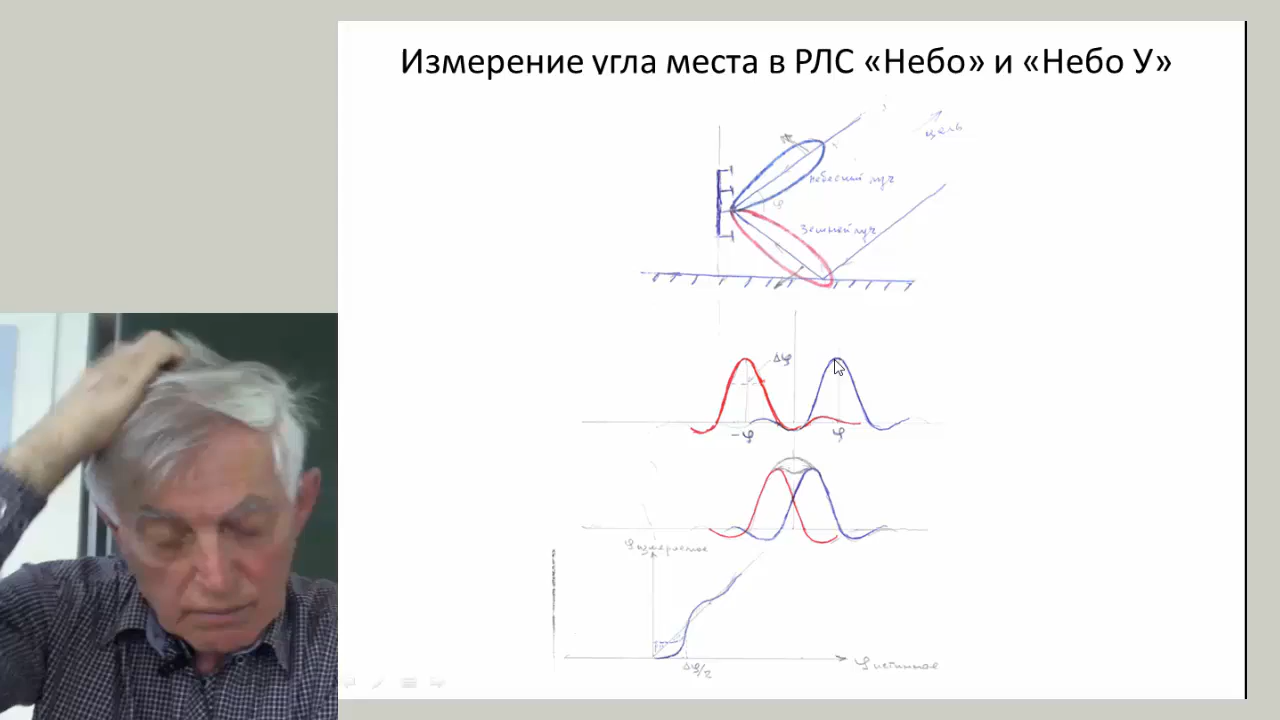 Измерение угла места в РЛС «Небо» и «Небо У»
цель
небесный луч
φ
Земной луч
Δφ
-φ
φ
φ измеренное
Δφ/2
φ истинное